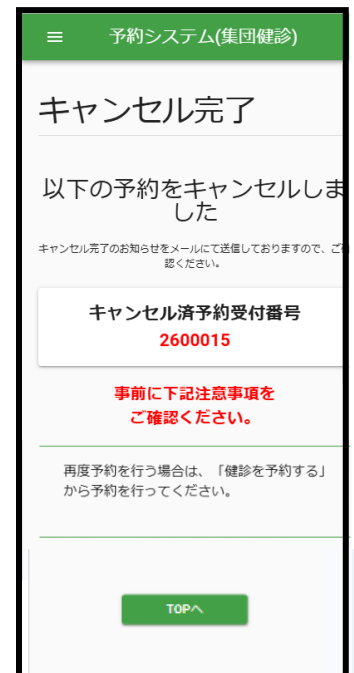 予約システム(集団健診)
キャンセル完了
以下の予約をキャンセルしま
した
キャンセル完了のお知らせをメールにて送信しておりますので、ご確
認ください。
キャンセル済予約受付番号
2600015
事前に下記注意事項を
ご確認ください。
再度予約を行う場合は、「健診を予約する」
から予約を行ってください。
TOPへ